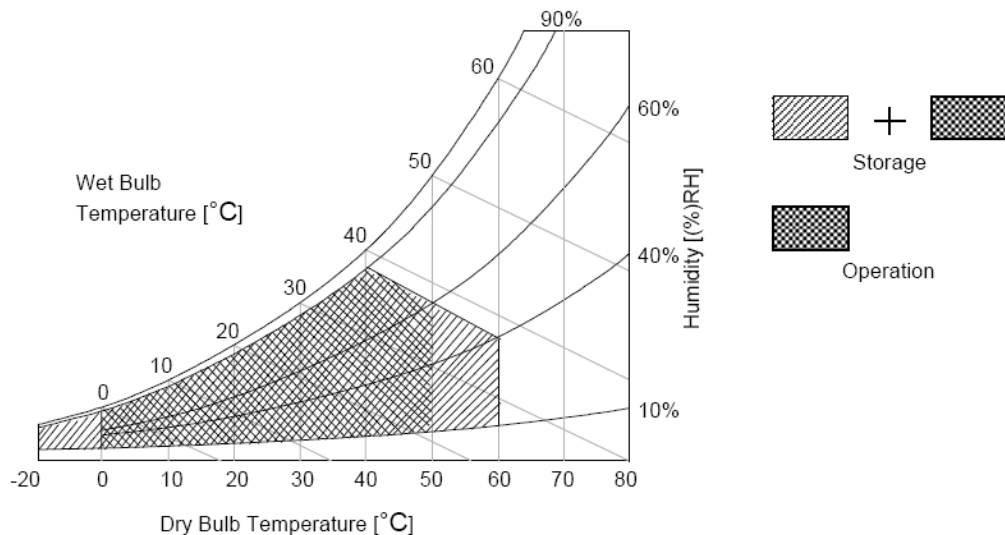 90%
60
60%
50
Wet Bulb
Temperature [°C]
40
40%
30
20
10
0
10%
Humidity [(%)RH]
-20 0 10 20 30 40 50 60 70 80
Dry Bulb Temperature [°C]
+
Storage
Operation